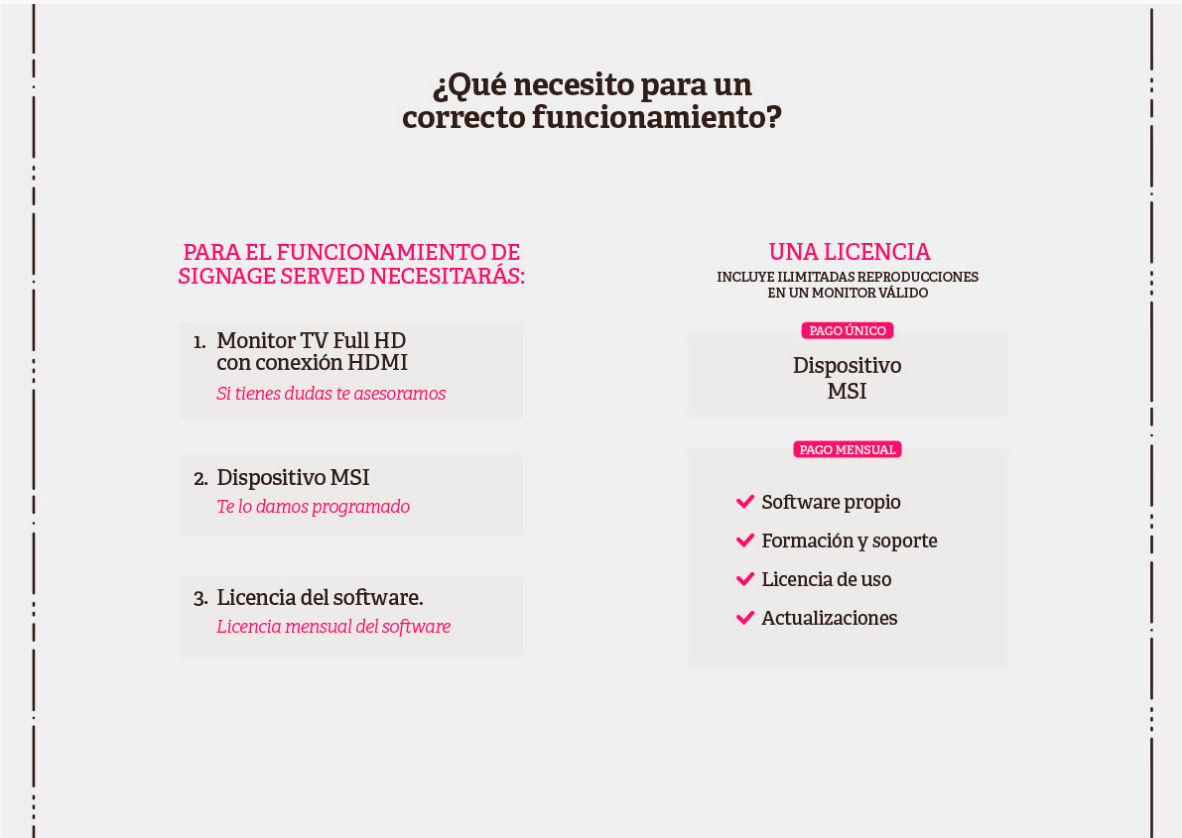 ¿Qué necesito para un
correcto funcionamiento?
PARA EL FUNCIONAMIENTO DE
SIGNAGE SERVED NECESITARÁS:
1. Monitor TV Full HD
con conexión HDMI
Si tienes dudas te asesoramos
2. Dispositivo MSI
Te lo damos programado
3. Licencia del software.
Licencia mensual del software
UNA LICENCIA
INCLUYE ILIMITADAS REPRODUCCIONES
EN UN MONITOR VÁLIDO
PAGO ÚNICO
Dispositivo
MSI
PAGO MENSUAL
Software propio
Formación y soporte
Licencia de uso
Actualizaciones